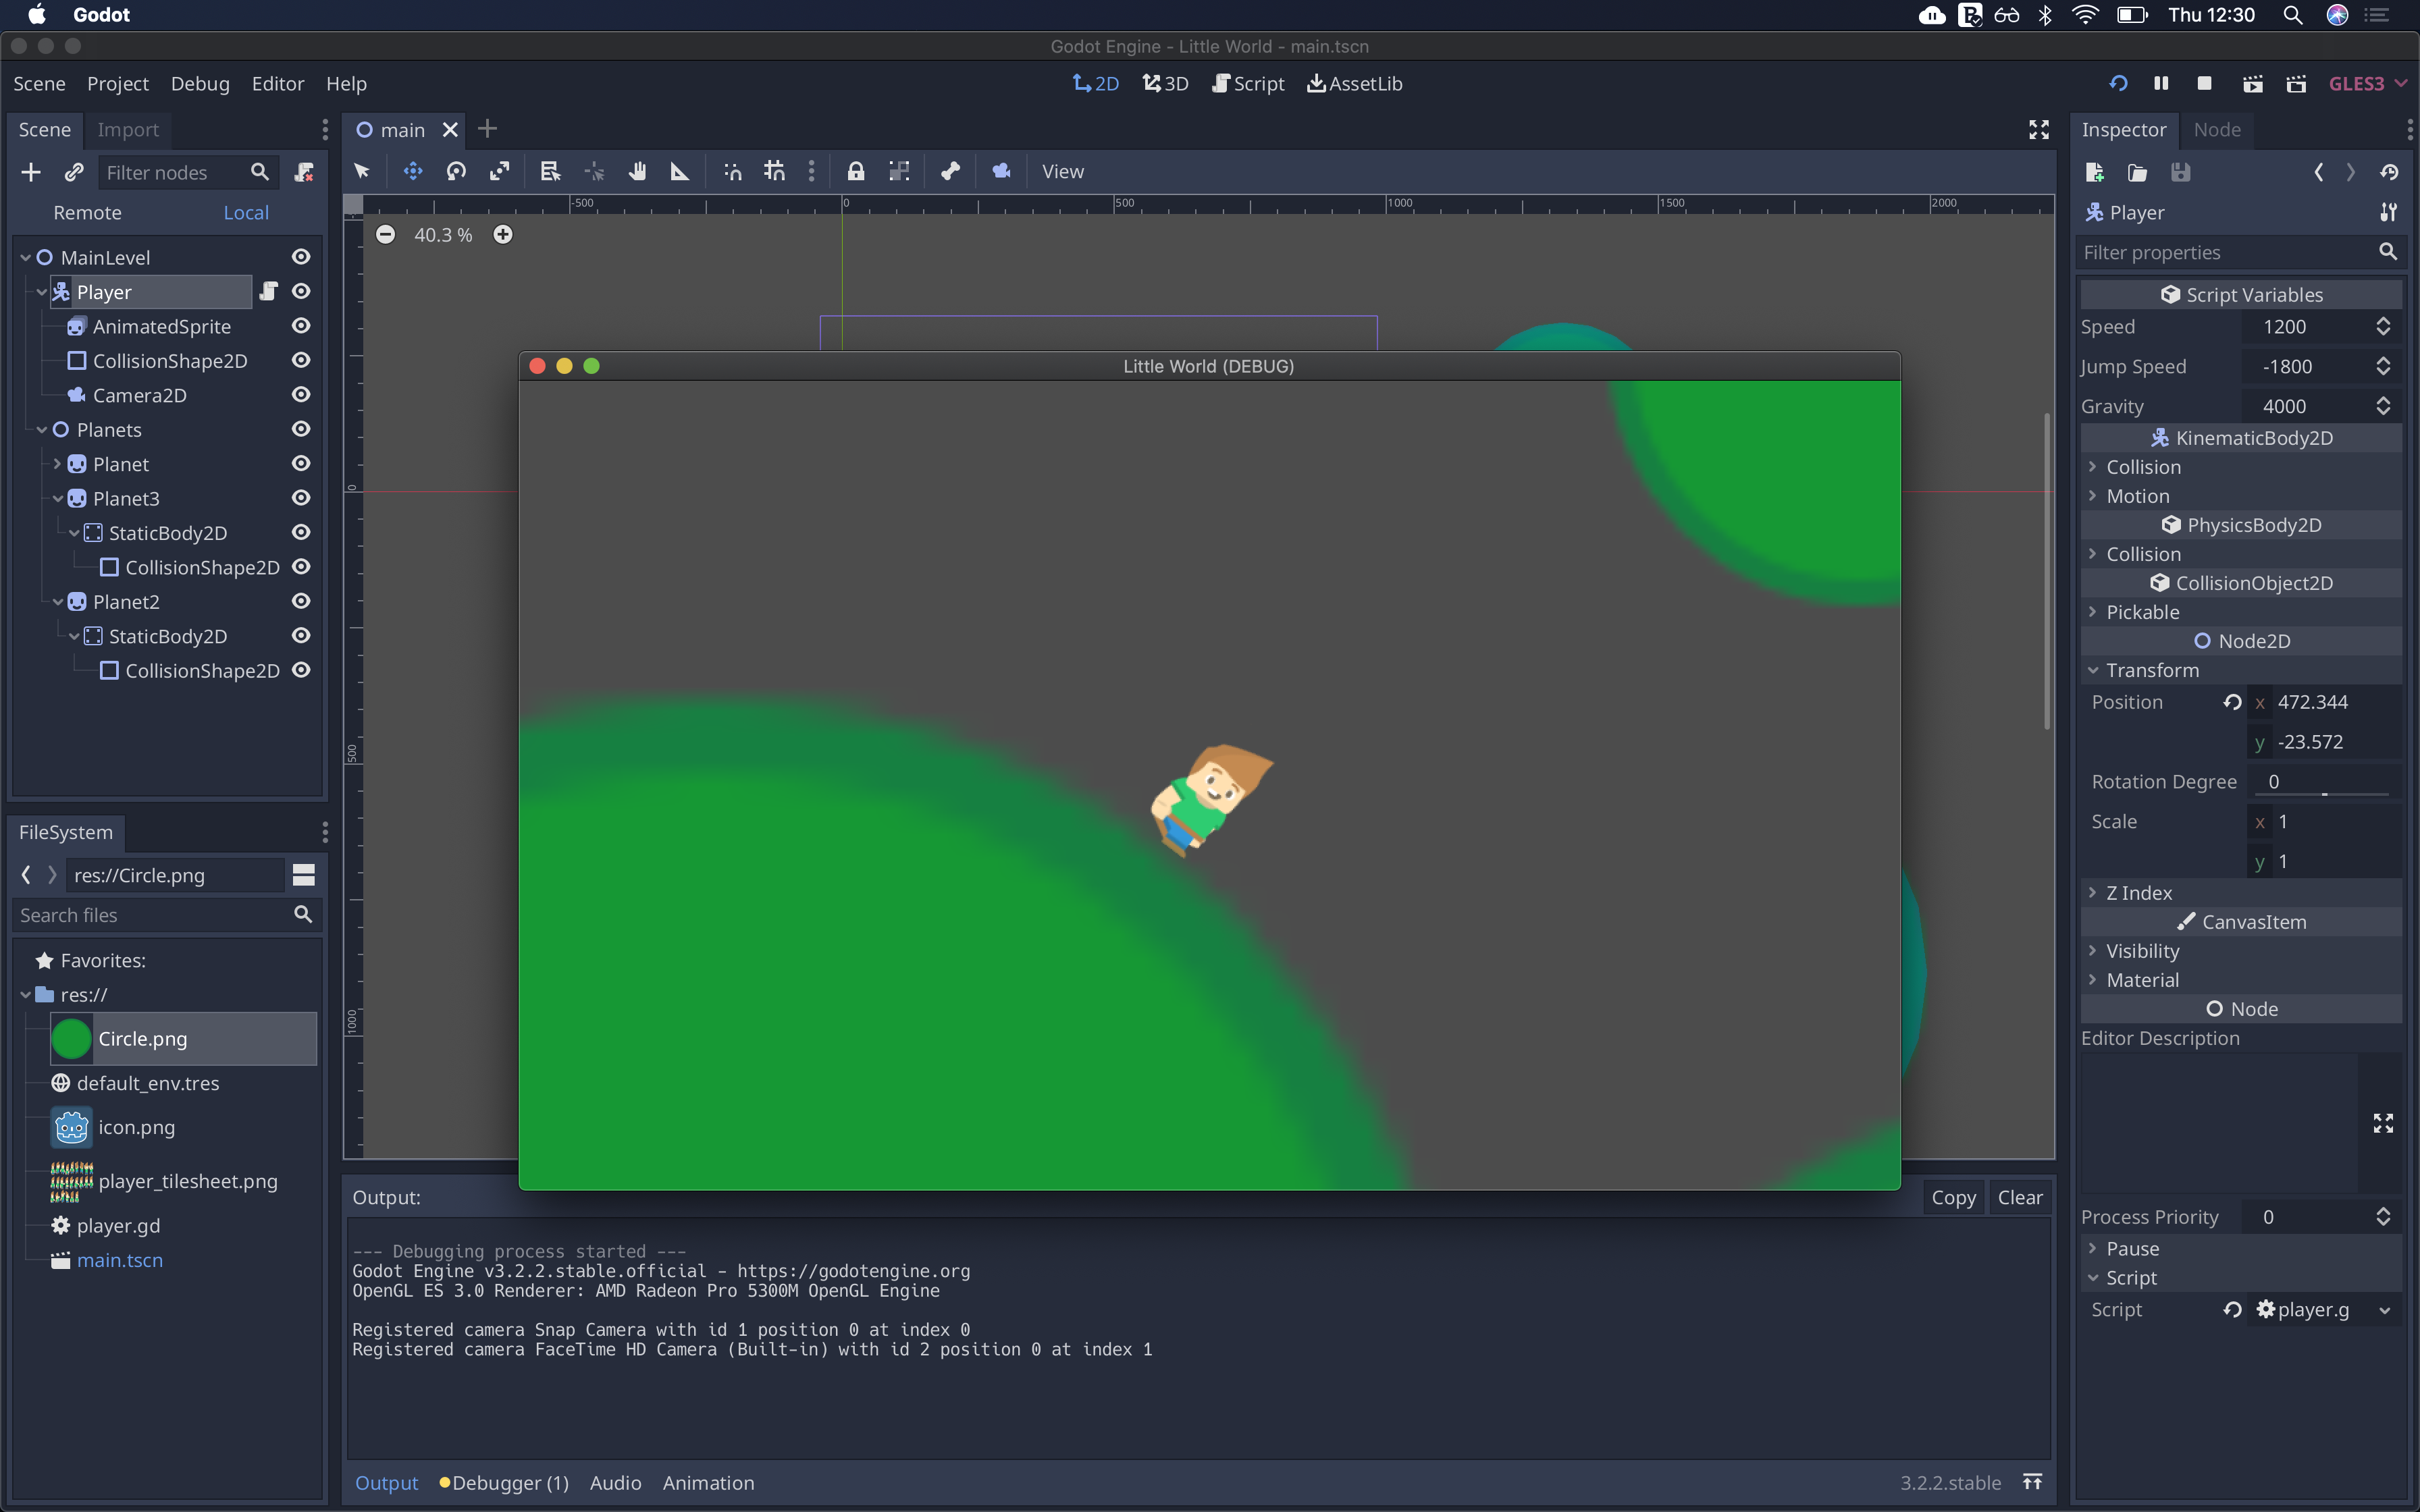 Godot
Thu 12:30
Godot Engine - Little World - main.tscn
Scene Project Debug Editor Help
2D 3D Script AssetLib
GLES3
Scene Import
main
Inspector Node
Filter nodes
View
Remote Local
Player
-500 0 500 1000 1500 2000
40.3 %
Filter properties
MainLevel
Player
AnimatedSprite
CollisionShape2D
Camera2D
Planets
Planet
Planet3
StaticBody2D
CollisionShape2D
Planet2
StaticBody2D
CollisionShape2D
0
500
1000
Little World (DEBUG)
Script Variables
Speed 1200
Jump Speed -1800
Gravity 4000
KinematicBody2D
Collision
Motion
PhysicsBody2D
Collision
CollisionObject2D
Pickable
Node2D
Transform
Position x 472.344
y -23.572
Rotation Degree 0
Scale x 1
y 1
Z Index
CanvasItem
Visibility
Material
Node
Editor Description
Process Priority 0
Pause
Script
Script player.g
FileSystem
res://Circle.png
Search files
Favorites:
res://
Circle.png
default_env.tres
icon.png
player_tilesheet.png
player.gd
main.tscn
Output:
Copy Clear
--- Debugging process started ---
Godot Engine v3.2.2.stable.official - https://godotengine.org
OpenGL ES 3.0 Renderer: AMD Radeon Pro 5300M OpenGL Engine
Registered camera Snap Camera with id 1 position 0 at index 0
Registered camera FaceTime HD Camera (Built-in) with id 2 position 0 at index 1
Output Debugger (1) Audio Animation
3.2.2.stable